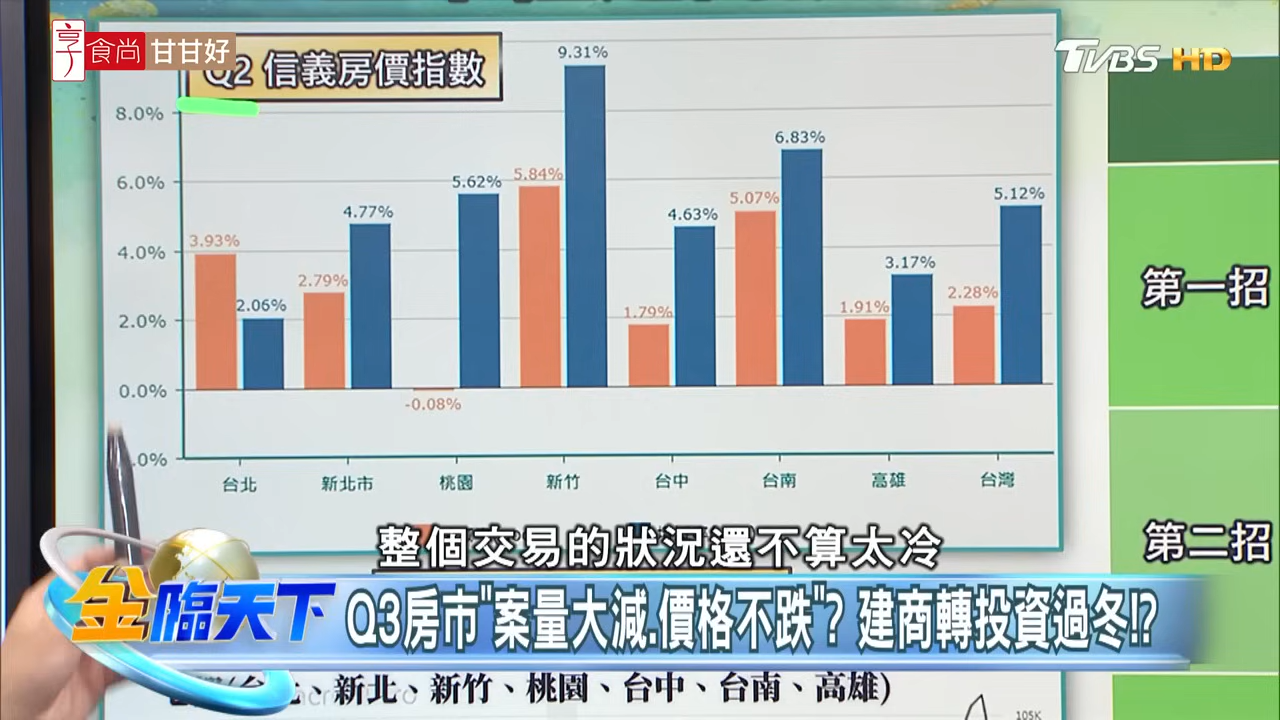 享
食尚
甘甘好
TVBS HD
Q2 信義房價指數
8.0%
6.0%
4.0%
2.0%
0.0%
.0%
3.93%
2.06%
2.79%
4.77%
-0.08%
5.62%
5.84%
9.31%
1.79%
4.63%
5.07%
6.83%
1.91%
3.17%
2.28%
5.12%
台北
新北市
桃園
新竹
台中
台南
高雄
台灣
第一招
第二招
整個交易的狀況還不算太冷
金臨天下
Q3房市"案量大減.價格不跌"? 建商轉投資過冬!?
、新北、新竹、桃園、台中、台南、高雄)
105K